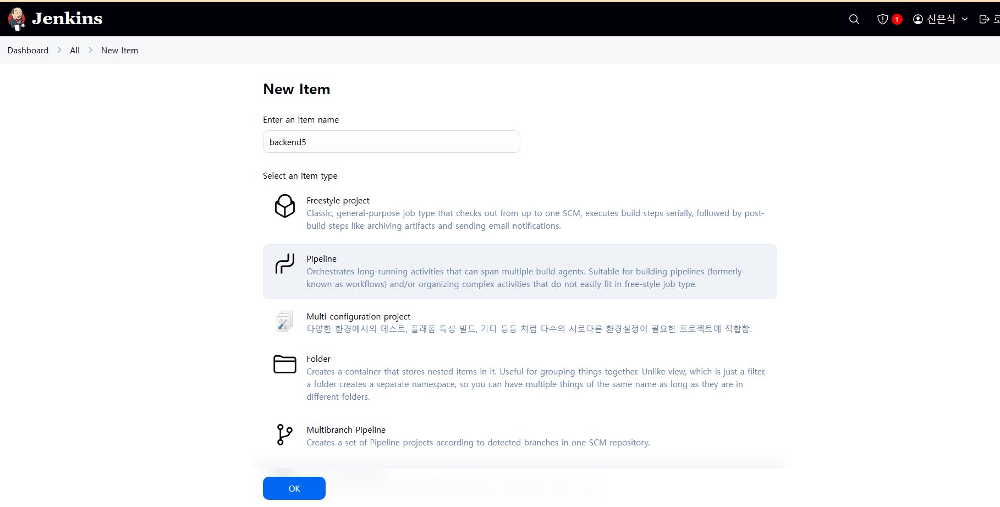 Jenkins
1
신은식
Dashboard
All
New Item
New Item
Enter an item name
backend5
Select an item type
Freestyle project
Classic, general-purpose job type that checks out from up to one SCM, executes build steps serially, followed by post-
build steps like archiving artifacts and sending email notifications.
Pipeline
Orchestrates long-running activities that can span multiple build agents. Suitable for building pipelines (formerly
known as workflows) and/or organizing complex activities that do not easily fit in free-style job type.
Multi-configuration project
다양한 환경에서의 테스트, 플래폼 특성 빌드, 기타 등등 처럼 다수의 서로다른 환경설정이 필요한 프로젝트에 적합함.
Folder
Creates a container that stores nested items in it. Useful for grouping things together. Unlike view, which is just a filter,
a folder creates a separate namespace, so you can have multiple things of the same name as long as they are in
different folders.
Multibranch Pipeline
Creates a set of Pipeline projects according to detected branches in one SCM repository.
OK